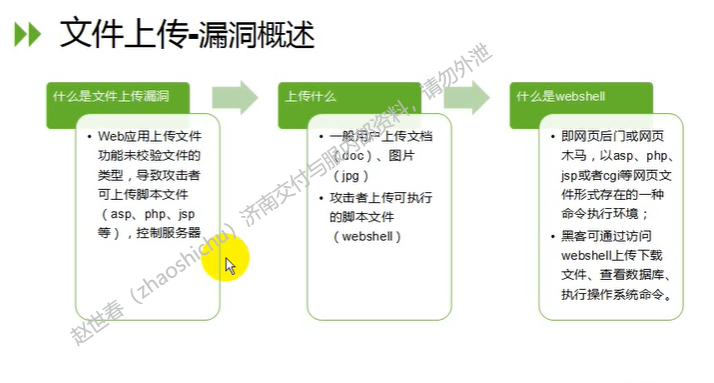 文件上传-漏洞概述
什么是文件上传漏洞
• Web应用上传文件
功能未校验文件的
类型，导致攻击者
可上传脚本文件
（asp、php、jsp
等），控制服务器
上传什么
• 一般用户上传文档
（doc）、图片
（jpg）
• 攻击者上传可执行
的脚本文件
（webshell）
什么是webshell
• 即网页后门或网页
木马，以asp、php、
jsp或者cgi等网页文
件形式存在的一种
命令执行环境；
• 黑客可通过访问
webshell上传下载
文件、查看数据库、
执行操作系统命令。
赵世春（zhaoshichu）济南交付与服内部资料，请勿外泄